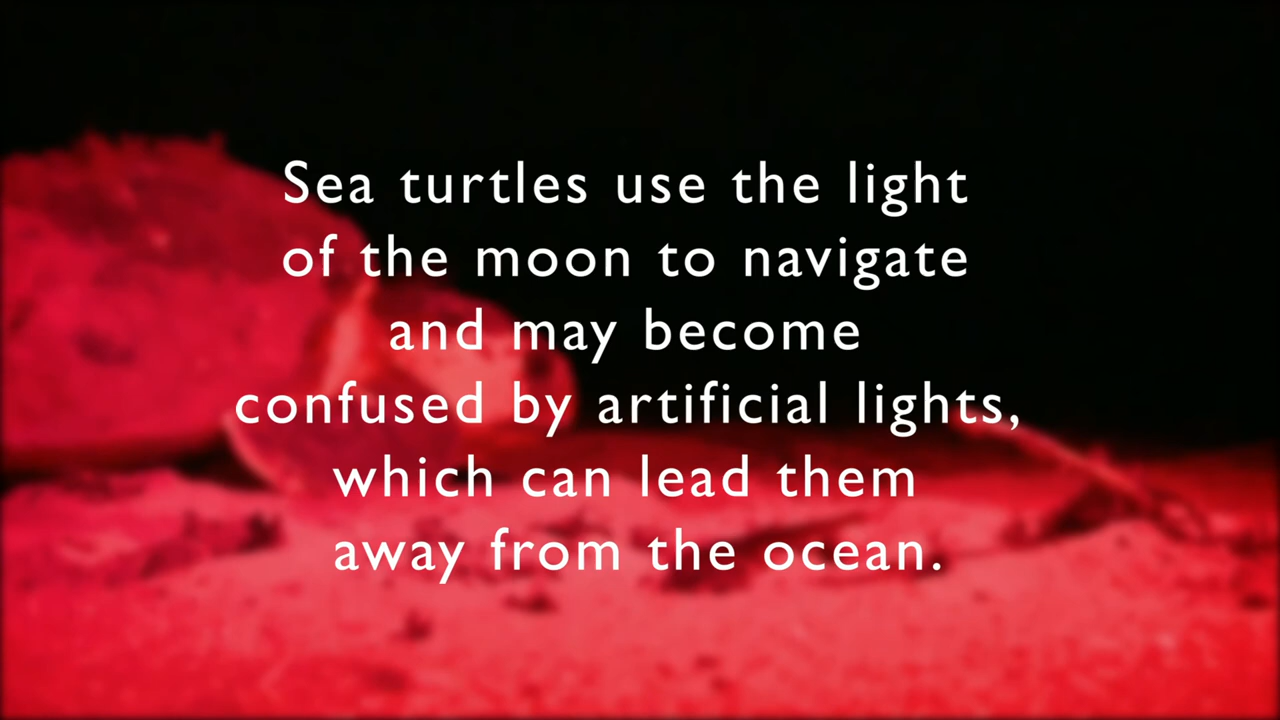 Sea turtles use the light
of the moon to navigate
and may become
confused by artificial lights,
which can lead them
away from the ocean.